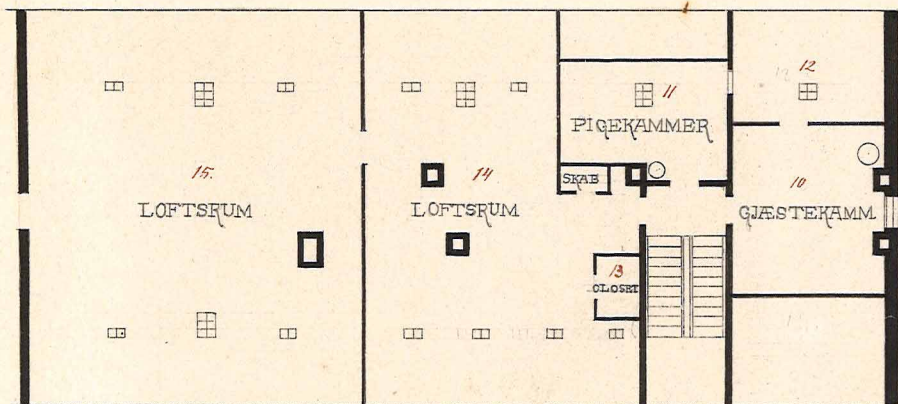 15.
LOFTSRUM
14
LOFTSRUM
11
PIGEKAMMER
SKAB
13
CLOSET
12
10
GJÆSTEKAMM.